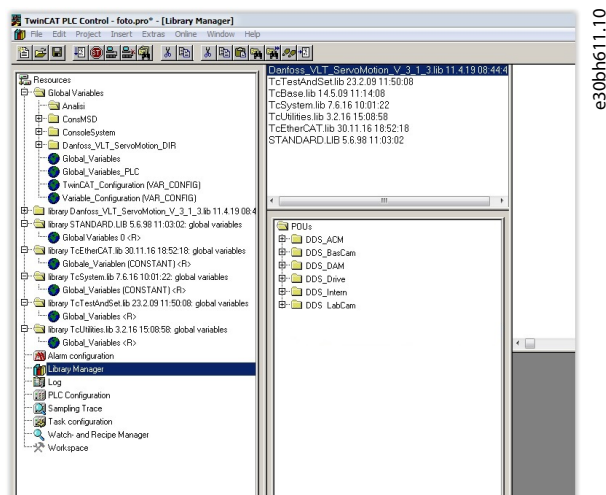 TwinCAT PLC Control - foto.pro* - [Library Manager]
File Edit Project Insert Extras Online Window Help
Resources
Global Variables
Analisi
ConsMSD
ConsoleSystem
Danfoss_VLT_ServoMotion_DIR
Global_Variables
Global_Variables_PLC
TwinCAT_Configuration (VAR_CONFIG)
Variable_Configuration (VAR_CONFIG)
library Danfoss_VLT_ServoMotion_V_3_1_3.lib 11.4.19 08:4
library STANDARD.LIB 5.6.98 11:03:02: global variables
Global Variables 0 <R>
library TcEtherCAT.lib 30.11.16 18:52:18: global variables
Globale_Variablen (CONSTANT) <R>
library TcSystem.lib 7.6.16 10:01:22: global variables
Global_Variables (CONSTANT) <R>
library TcTestAndSet.lib 23.2.09 11:50:08: global variables
Global_Variables <R>
library TcUtilities.lib 3.2.16 15:08:58: global variables
Global_Variables <R>
Alarm configuration
Library Manager
Log
PLC Configuration
Sampling Trace
Task configuration
Watch- and Recipe Manager
Workspace
Danfoss_VLT_ServoMotion_V_3_1_3.lib 11.4.19 08:44:4
TcTestAndSet.lib 23.2.09 11:50:08
TcBase.lib 14.5.09 11:14:08
TcSystem.lib 7.6.16 10:01:22
TcUtilities.lib 3.2.16 15:08:58
TcEtherCAT.lib 30.11.16 18:52:18
STANDARD.LIB 5.6.98 11:03:02
POUs
DDS_ACM
DDS_BasCam
DDS_DAM
DDS_Drive
DDS_Intern
DDS_LabCam
e30bh611.10